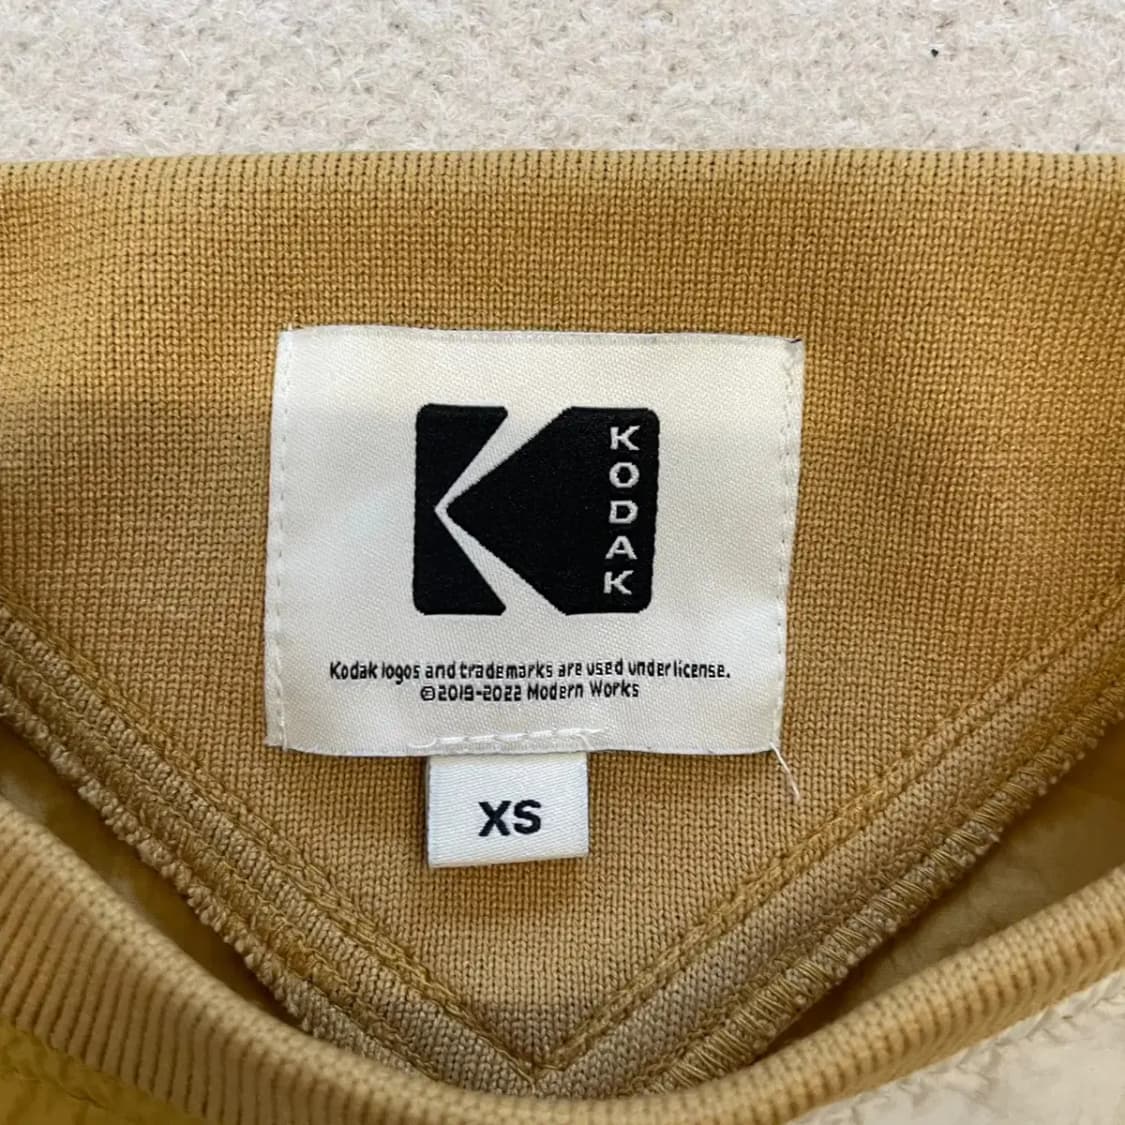 KODAK
Kodak logos and trademarks are used under license.
©2019-2022 Modern Works
XS